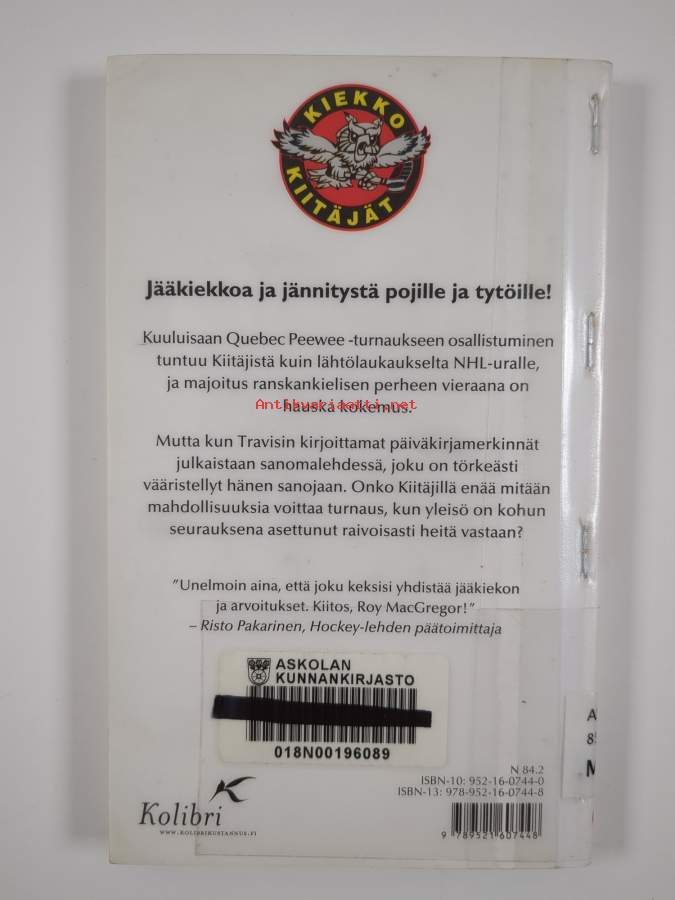 KIEKKO
KIITÄJÄT
Jääkiekkoa ja jännitystä pojille ja tytöille!
Kuuluisaan Quebec Peewee -turnaukseen osallistuminen
tuntuu Kiitäjistä kuin lähtölaukaukselta NHL-uralle,
ja majoitus ranskankielisen perheen vieraana on
hauska kokemus.
Antikvariaatti.net
Mutta kun Travisin kirjoittamat päiväkirjamerkinnät
julkaistaan sanomalehdessä, joku on törkeästi
vääristellyt hänen sanojaan. Onko Kiitäjillä enää mitään
mahdollisuuksia voittaa turnaus, kun yleisö on kohun
seurauksena asettunut raivoisasti heitä vastaan?
”Unelmoin aina, että joku keksisi yhdistää jääkiekon
ja arvoitukset. Kiitos, Roy MacGregor!”
– Risto Pakarinen, Hockey-lehden päätoimittaja
ASKOLAN
KUNNANKIRJASTO
018N00196089
N 84.2
ISBN-10: 952-16-0744-0
ISBN-13: 978-952-16-0744-8
9 789521 607448
Kolibri
WWW.KOLIBRIKUSTANNUS.FI